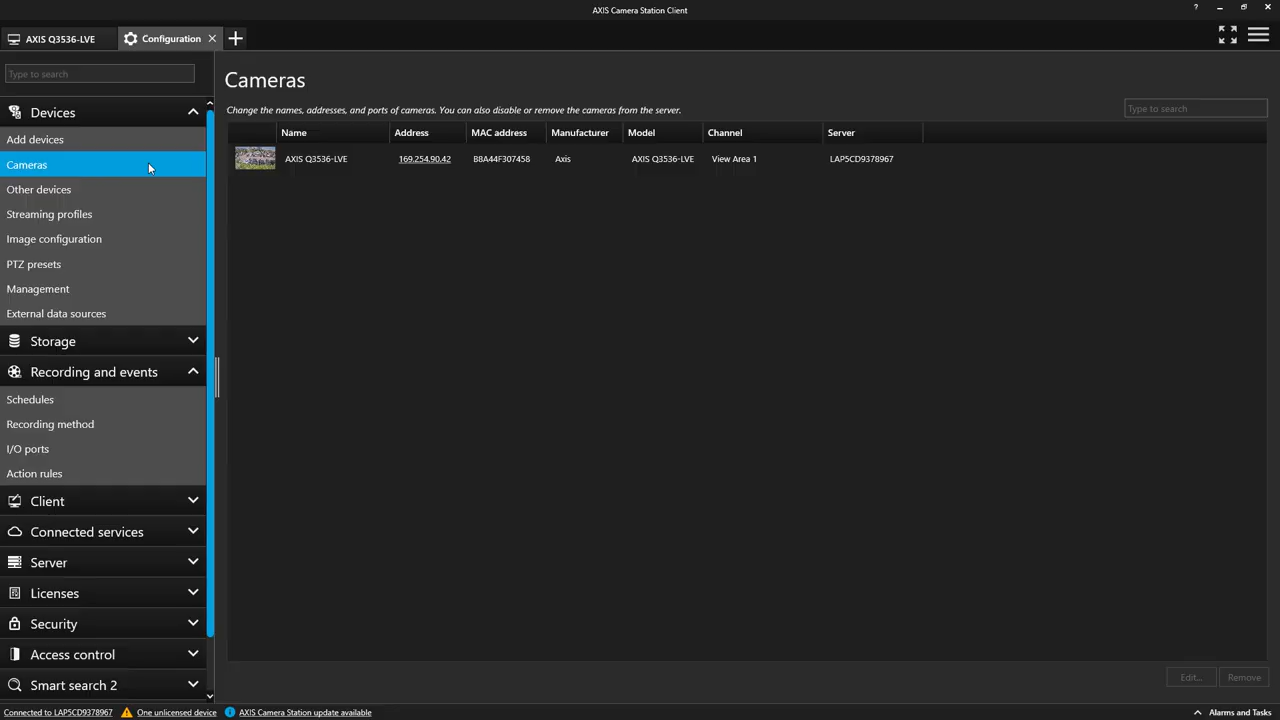 AXIS Camera Station Client
?
AXIS Q3536-LVE
Configuration
Type to search
Devices
Add devices
Cameras
Other devices
Streaming profiles
Image configuration
PTZ presets
Management
External data sources
Storage
Recording and events
Schedules
Recording method
I/O ports
Action rules
Client
Connected services
Server
Licenses
Security
Access control
Smart search 2
Cameras
Change the names, addresses, and ports of cameras. You can also disable or remove the cameras from the server.
Type to search
Name Address MAC address Manufacturer Model Channel Server
AXIS Q3536-LVE 169.254.90.42 B8A44F307458 Axis AXIS Q3536-LVE View Area 1 LAP5CD9378967
Edit... Remove
Connected to LAP5CD9378967 One unlicensed device AXIS Camera Station update available Alarms and Tasks